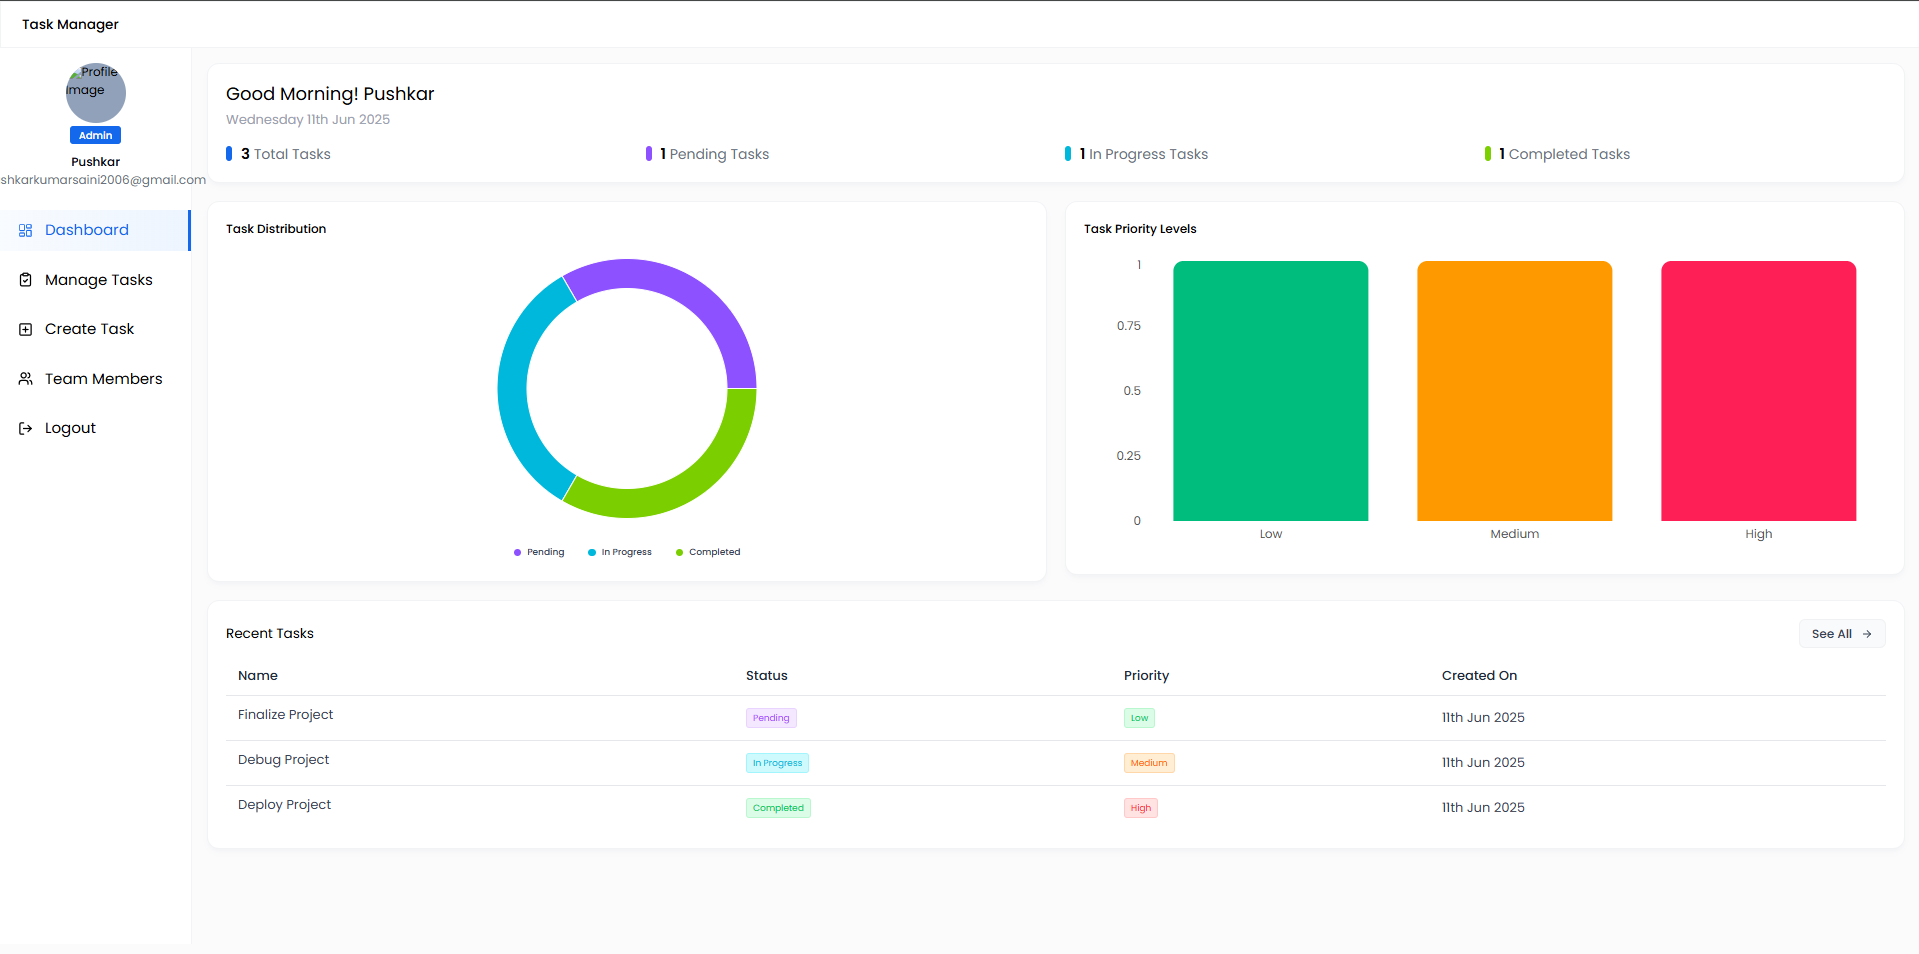 Task Manager
Profile
Image
Admin
Pushkar
shkarkumarsaini2006@gmail.com
Dashboard
Manage Tasks
Create Task
Team Members
Logout
Good Morning! Pushkar
Wednesday 11th Jun 2025
3 Total Tasks
1 Pending Tasks
1 In Progress Tasks
1 Completed Tasks
Task Distribution
Pending
In Progress
Completed
Task Priority Levels
1
0.75
0.5
0.25
0
Low
Medium
High
Recent Tasks
See All
Name Status Priority Created On
Finalize Project Pending Low 11th Jun 2025
Debug Project In Progress Medium 11th Jun 2025
Deploy Project Completed High 11th Jun 2025